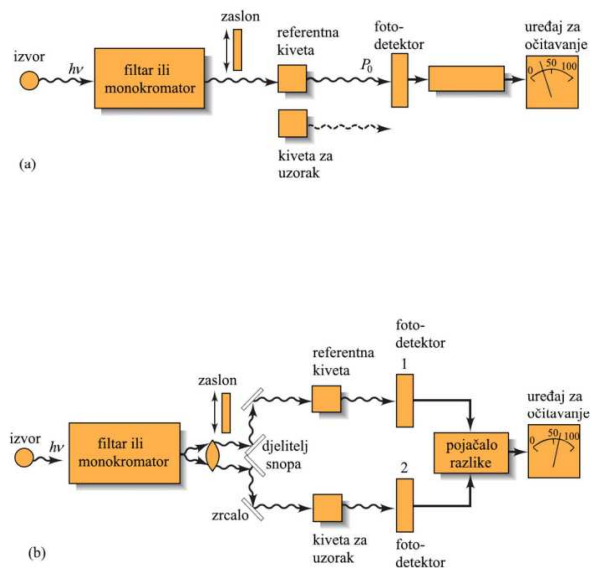 zaslon
referentna
kiveta
foto-
detektor
uređaj za
očitavanje
izvor
hν
filtar ili
monokromator
P₀
0 50 100
kiveta za
uzorak
(a)
foto-
detektor
1
referentna
kiveta
zaslon
uređaj za
očitavanje
izvor
hν
filtar ili
monokromator
djelitelj
snopa
pojačalo
razlike
0 50 100
2
zrcalo
kiveta za
uzorak
foto-
detektor
(b)